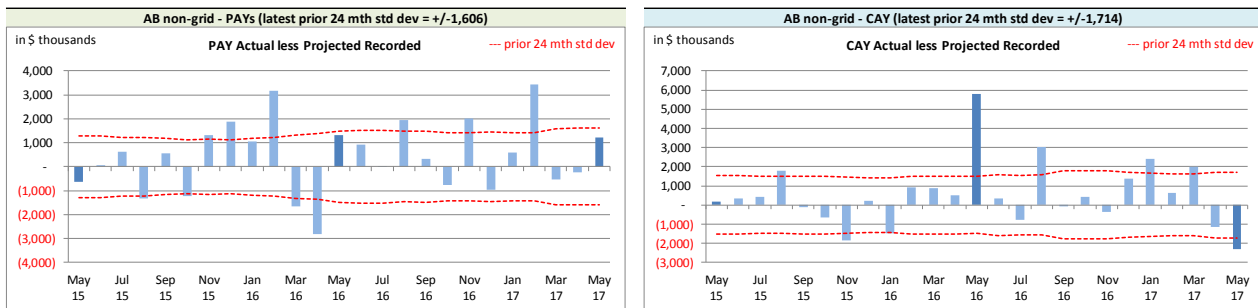 AB non-grid - PAYs (latest prior 24 mth std dev = +/-1,606)
in $ thousands
PAY Actual less Projected Recorded
--- prior 24 mth std dev
4,000
3,000
2,000
1,000
-
(1,000)
(2,000)
(3,000)
(4,000)
May Jul Sep Nov Jan Mar May Jul Sep Nov Jan Mar May
15 15 15 15 16 16 16 16 16 16 17 17 17
AB non-grid - CAY (latest prior 24 mth std dev = +/-1,714)
in $ thousands
CAY Actual less Projected Recorded
--- prior 24 mth std dev
7,000
6,000
5,000
4,000
3,000
2,000
1,000
-
(1,000)
(2,000)
(3,000)
May Jul Sep Nov Jan Mar May Jul Sep Nov Jan Mar May
15 15 15 15 16 16 16 16 16 16 17 17 17